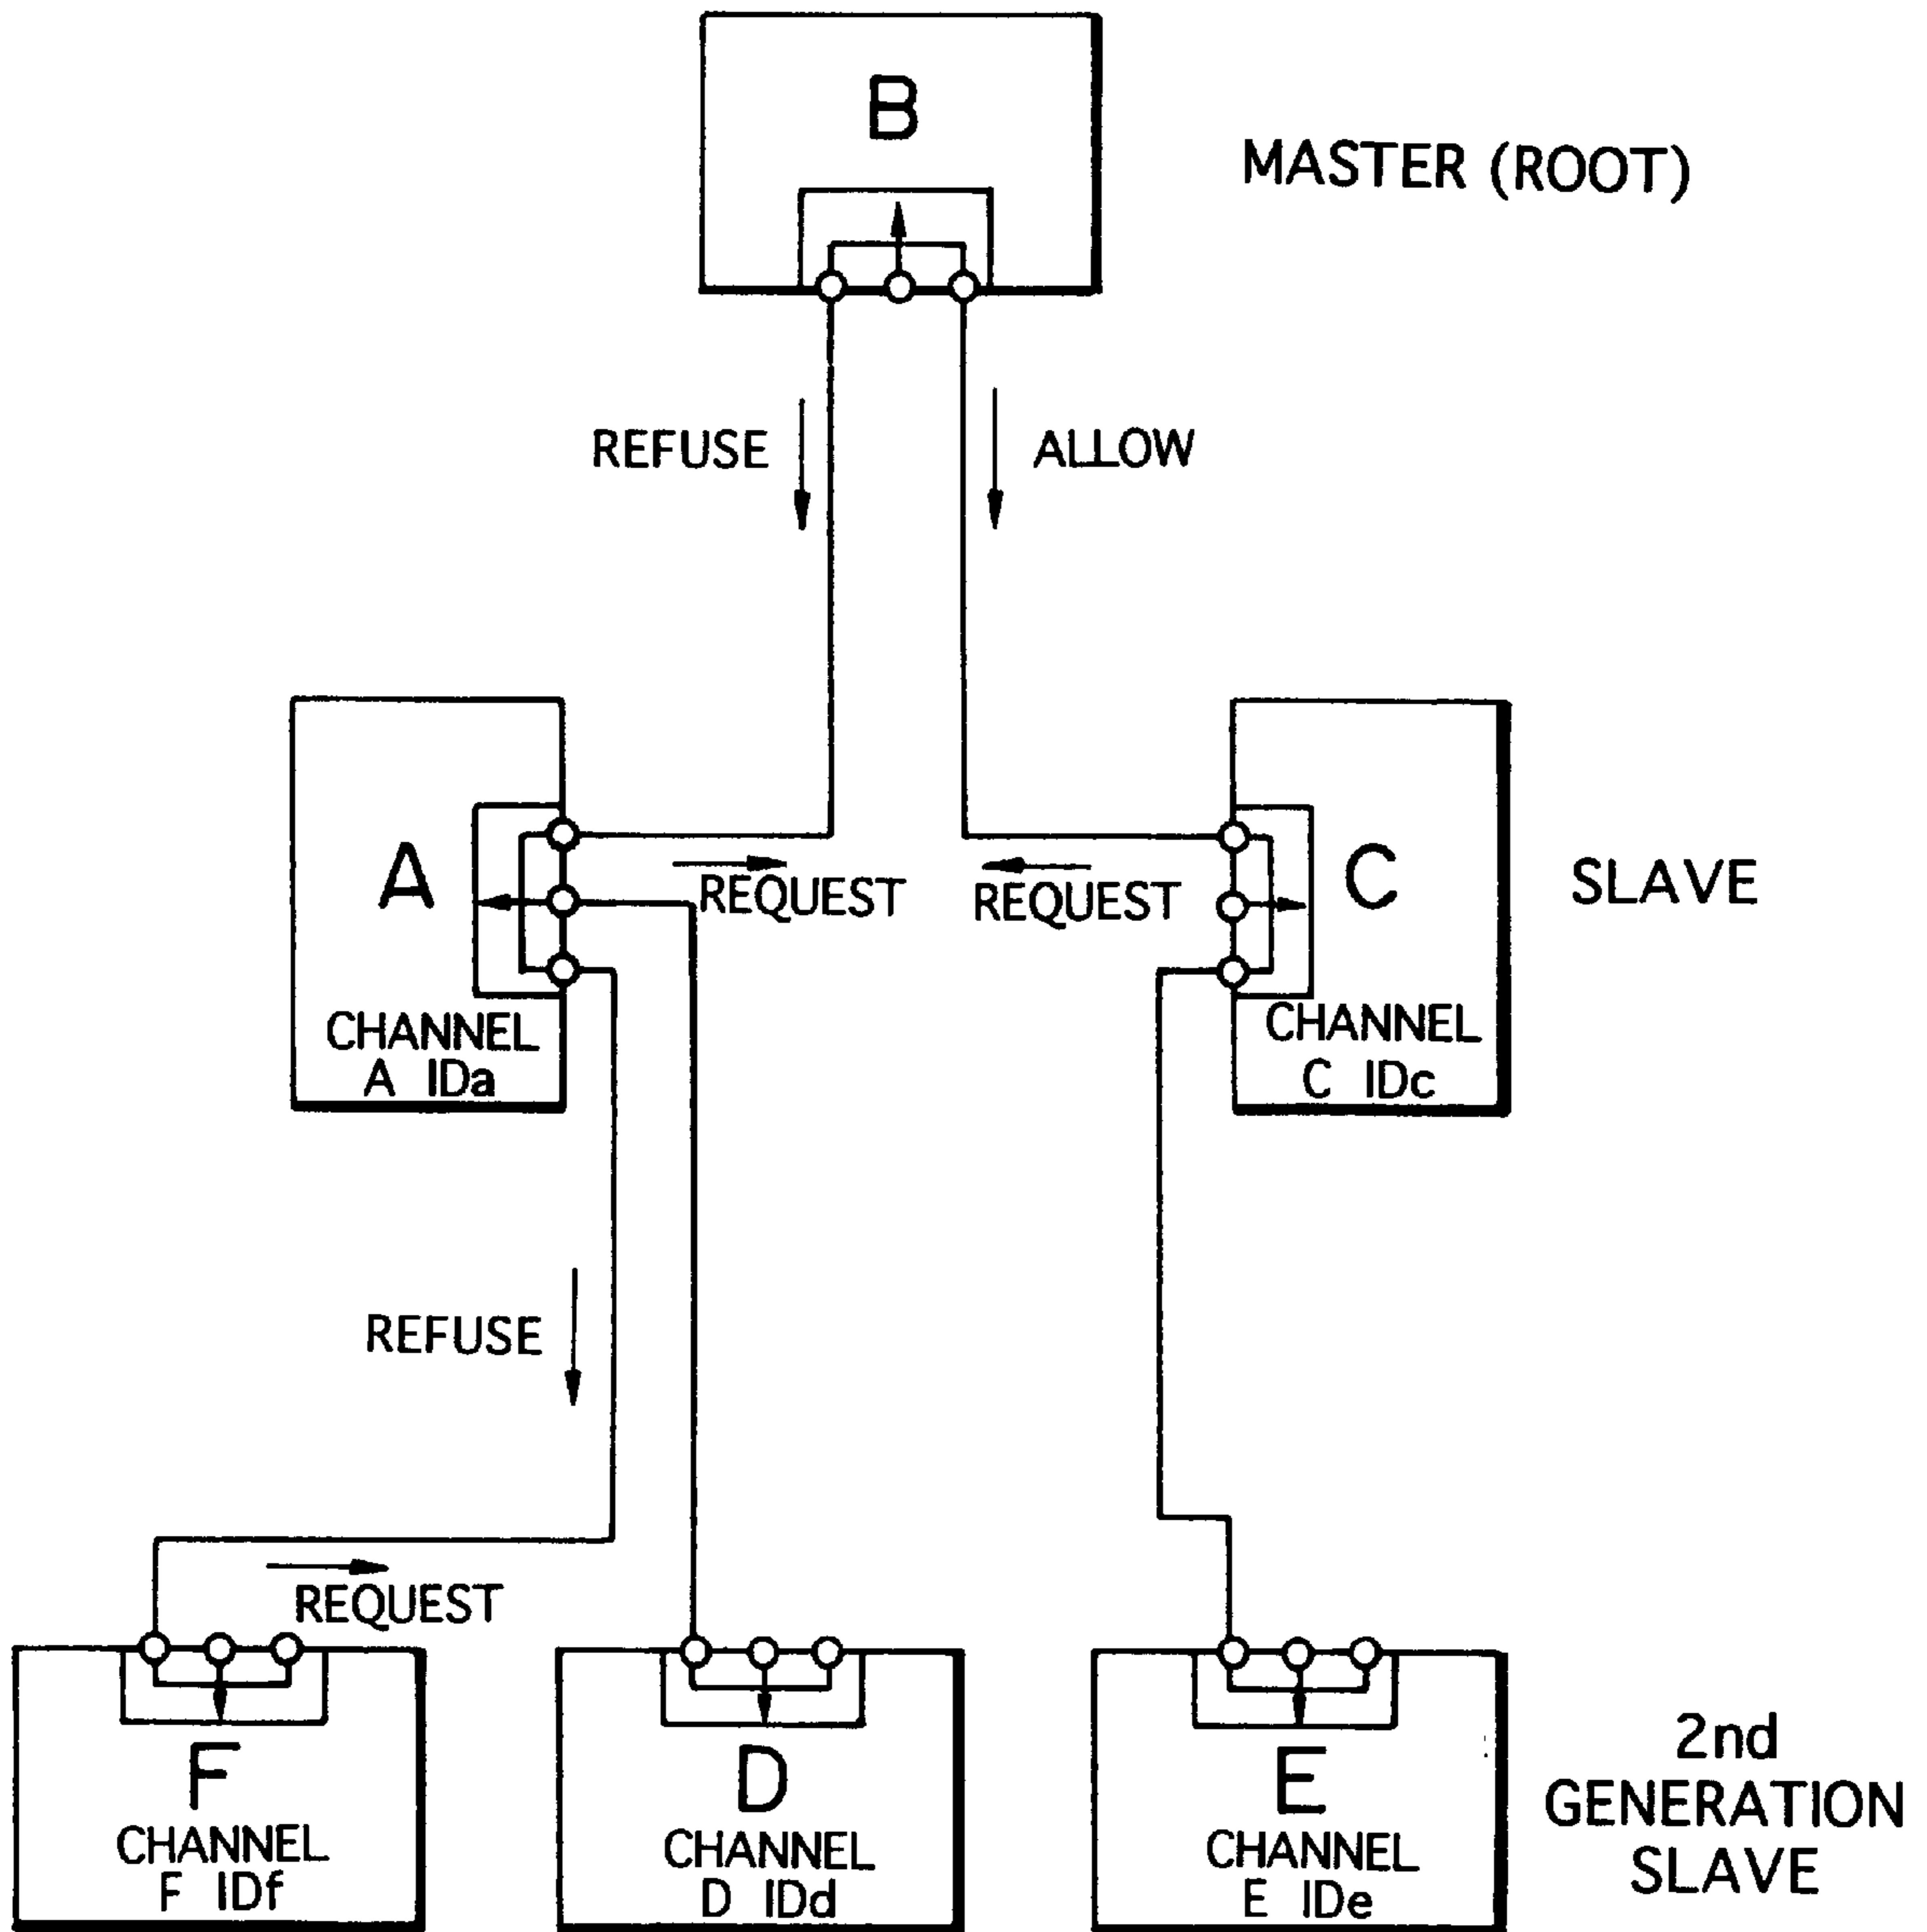 B
MASTER (ROOT)
REFUSE
ALLOW
A
REQUEST
REQUEST
C
SLAVE
CHANNEL
A IDa
CHANNEL
C IDc
REFUSE
REQUEST
F
CHANNEL
F IDf
D
CHANNEL
D IDd
E
CHANNEL
E IDe
2nd
GENERATION
SLAVE